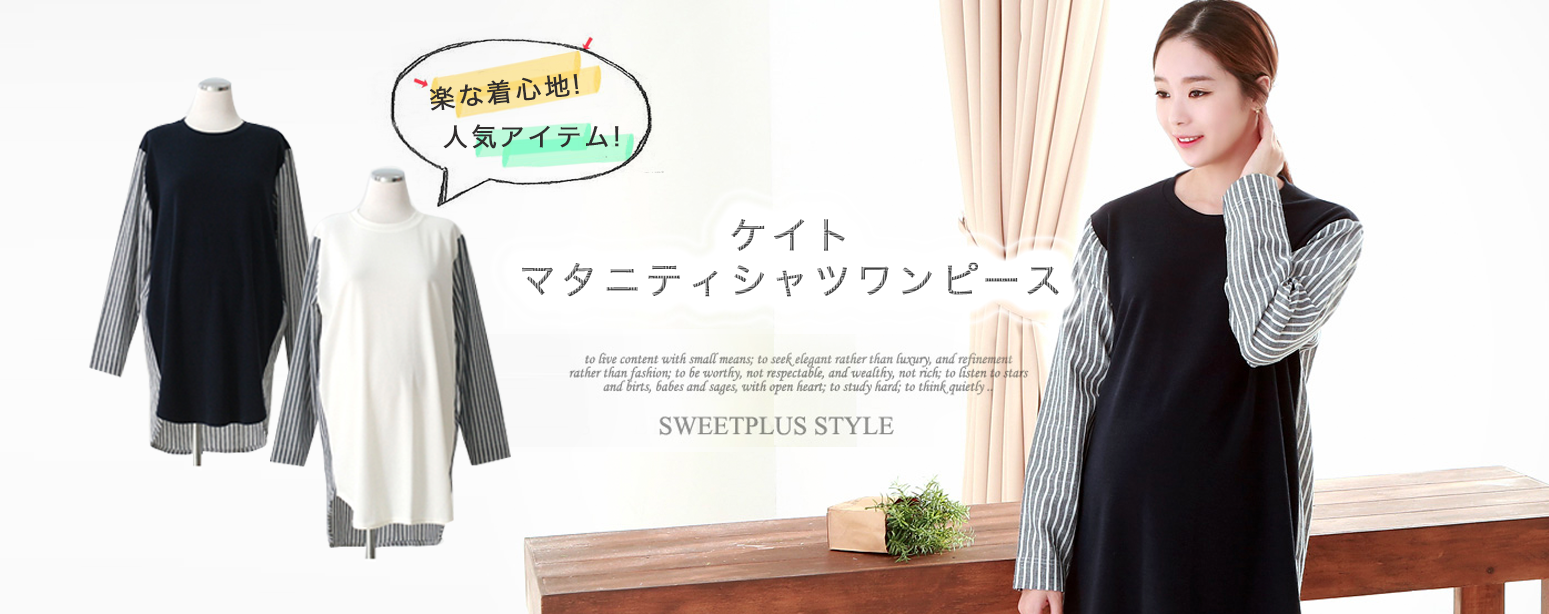 楽な着心地!
人気アイテム!
ケイト
マタニティシャツワンピース
to live content with small means; to seek elegant rather than luxury, and refinement
rather than fashion; to be worthy, not respectable, and wealthy, not rich; to listen to stars
and birts, babes and sages, with open heart; to study hard; to think quietly ..
SWEETPLUS STYLE